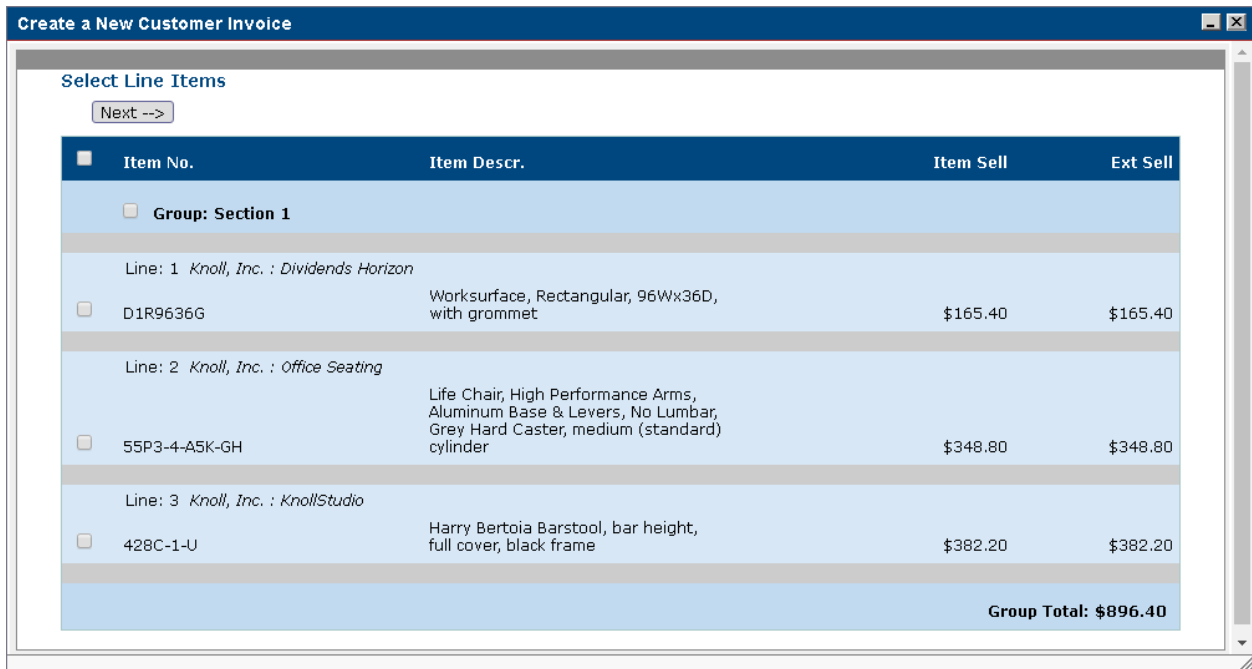 Create a New Customer Invoice
Select Line Items
Next -->
Item No. Item Descr. Item Sell Ext Sell
Group: Section 1
Line: 1 Knoll, Inc. : Dividends Horizon
Worksurface, Rectangular, 96Wx36D,
D1R9636G with grommet $165.40 $165.40
Line: 2 Knoll, Inc. : Office Seating
Life Chair, High Performance Arms,
Aluminum Base & Levers, No Lumbar,
Grey Hard Caster, medium (standard)
55P3-4-A5K-GH cylinder $348.80 $348.80
Line: 3 Knoll, Inc. : KnollStudio
Harry Bertoia Barstool, bar height,
428C-1-U full cover, black frame $382.20 $382.20
Group Total: $896.40